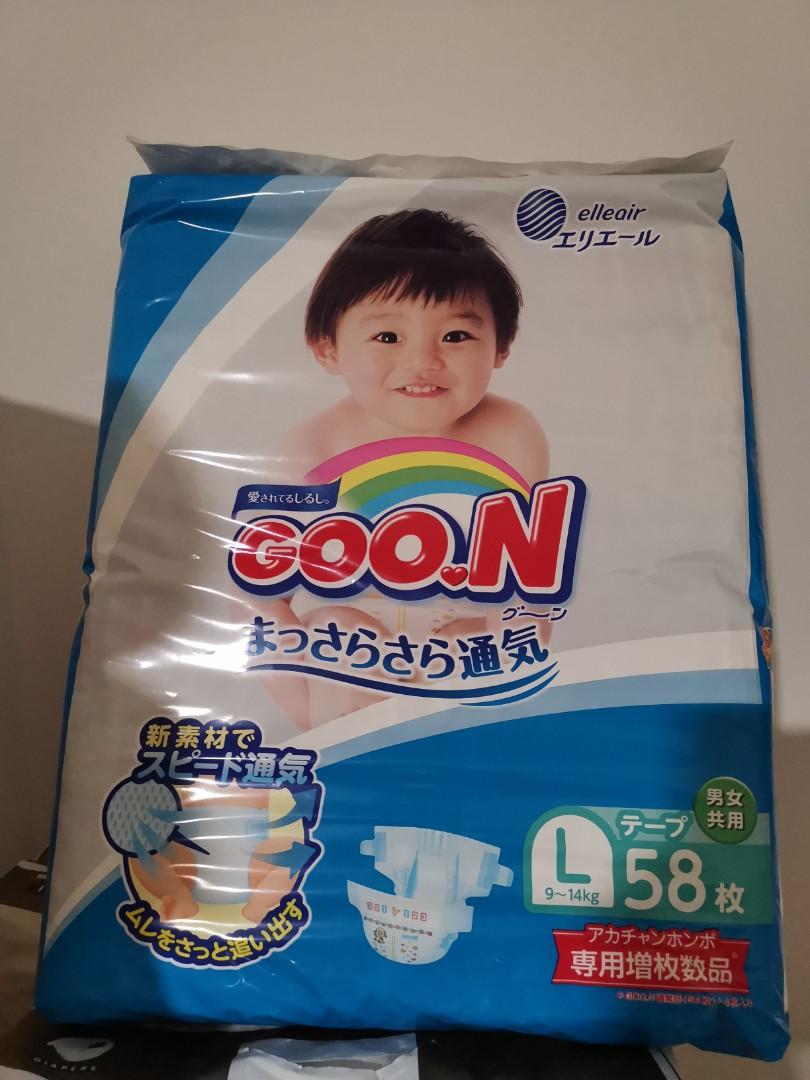 elleair
エリエール
愛されてるしるし。
GOO.N
グ〜ン
まっさらさら通気
新素材で
スピード通気
ムレをさっと追い出す
321 123
男女
共用
テープ
L
9〜14kg
58枚
アカチャンホンポ
専用増枚数品
DIAPERS